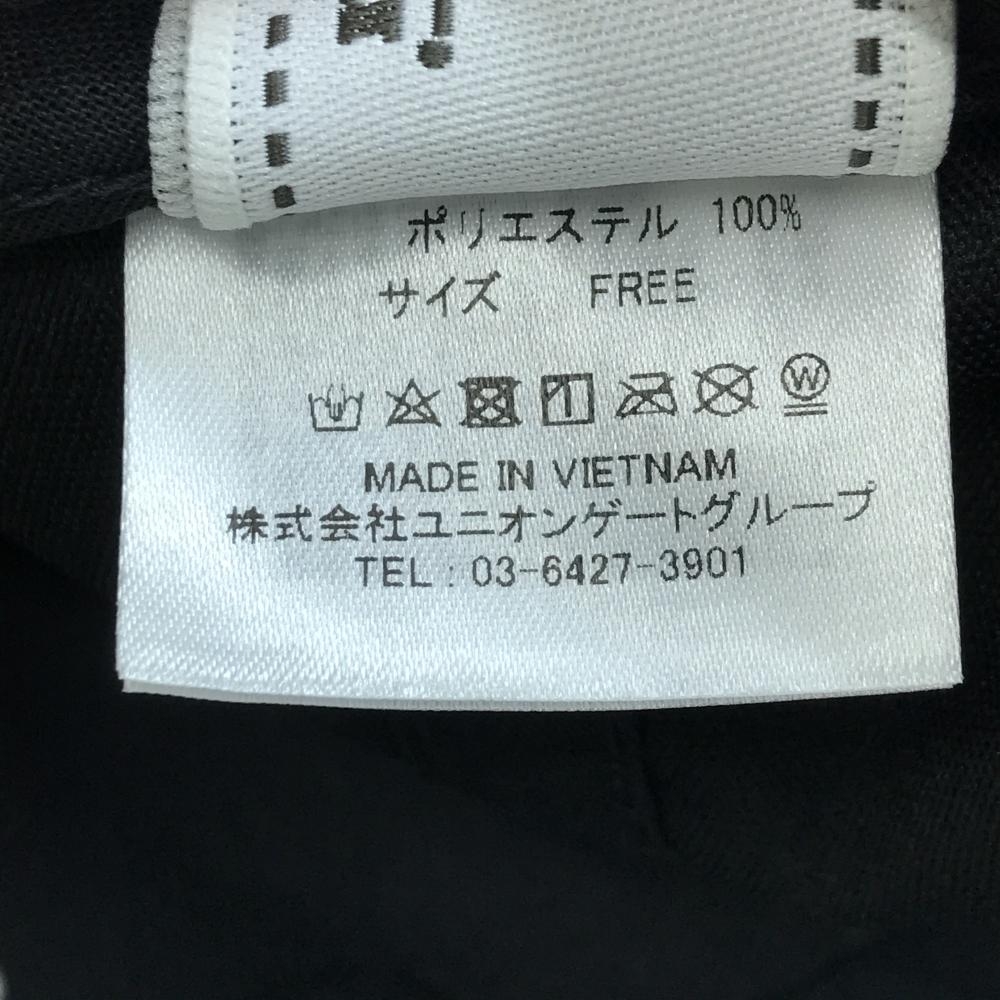 ポリエステル 100%
サイズ FREE
W
MADE IN VIETNAM
株式会社ユニオンゲートグループ
TEL : 03-6427-3901